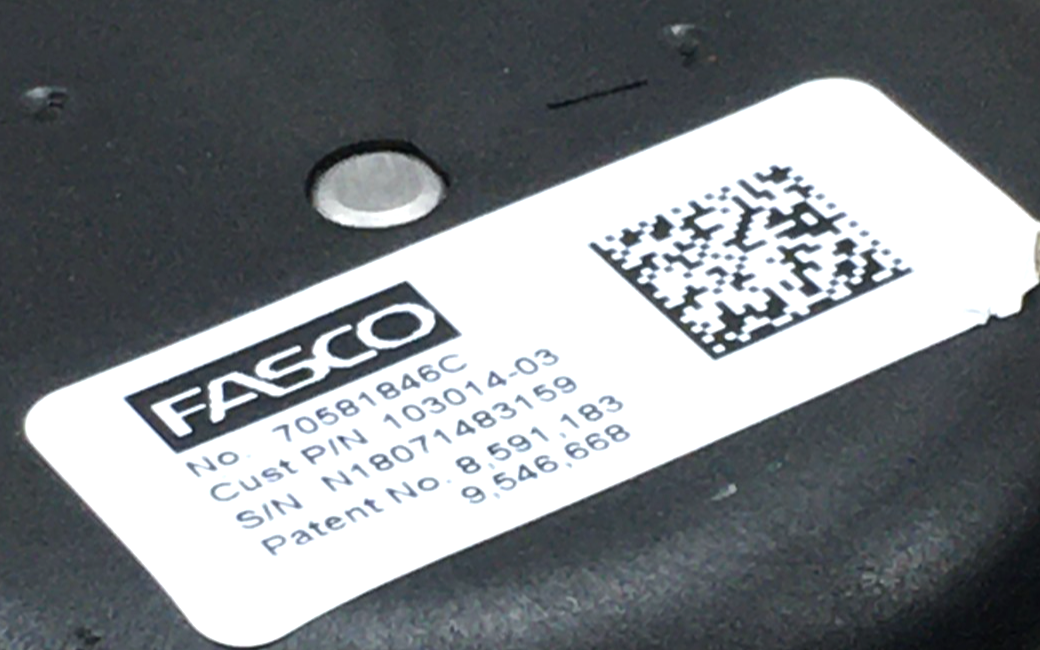 FASCO
No. 70581846C
Cust P/N 103014-03
S/N N18071483159
Patent No. 8,591,183
9,546,668